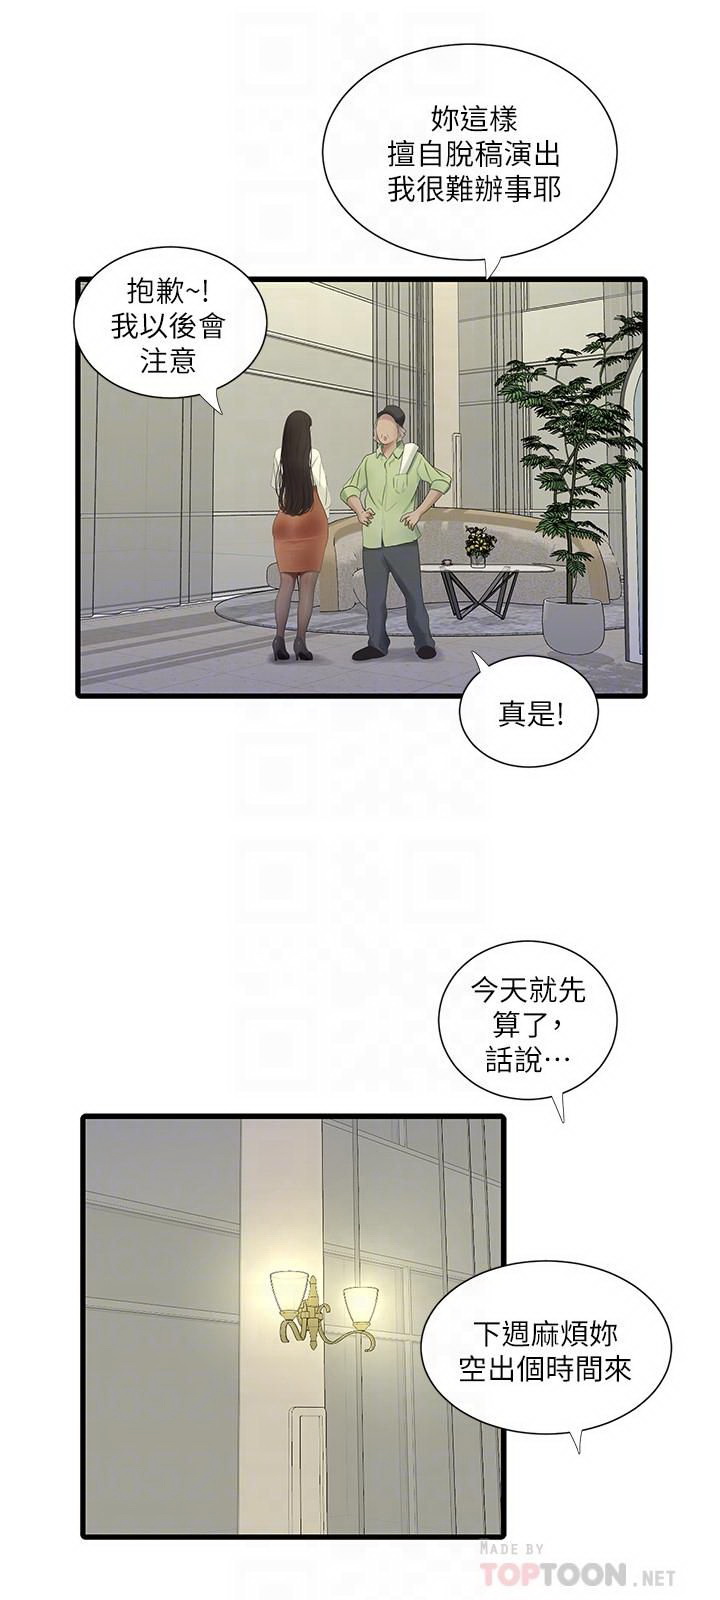 妳這樣
擅自脫稿演出
我很難辦事耶
抱歉~!
我以後會
注意
真是!
今天就先
算了,
話說⋯
下週麻煩妳
空出個時間來
MADE BY
TOPTOON.NET